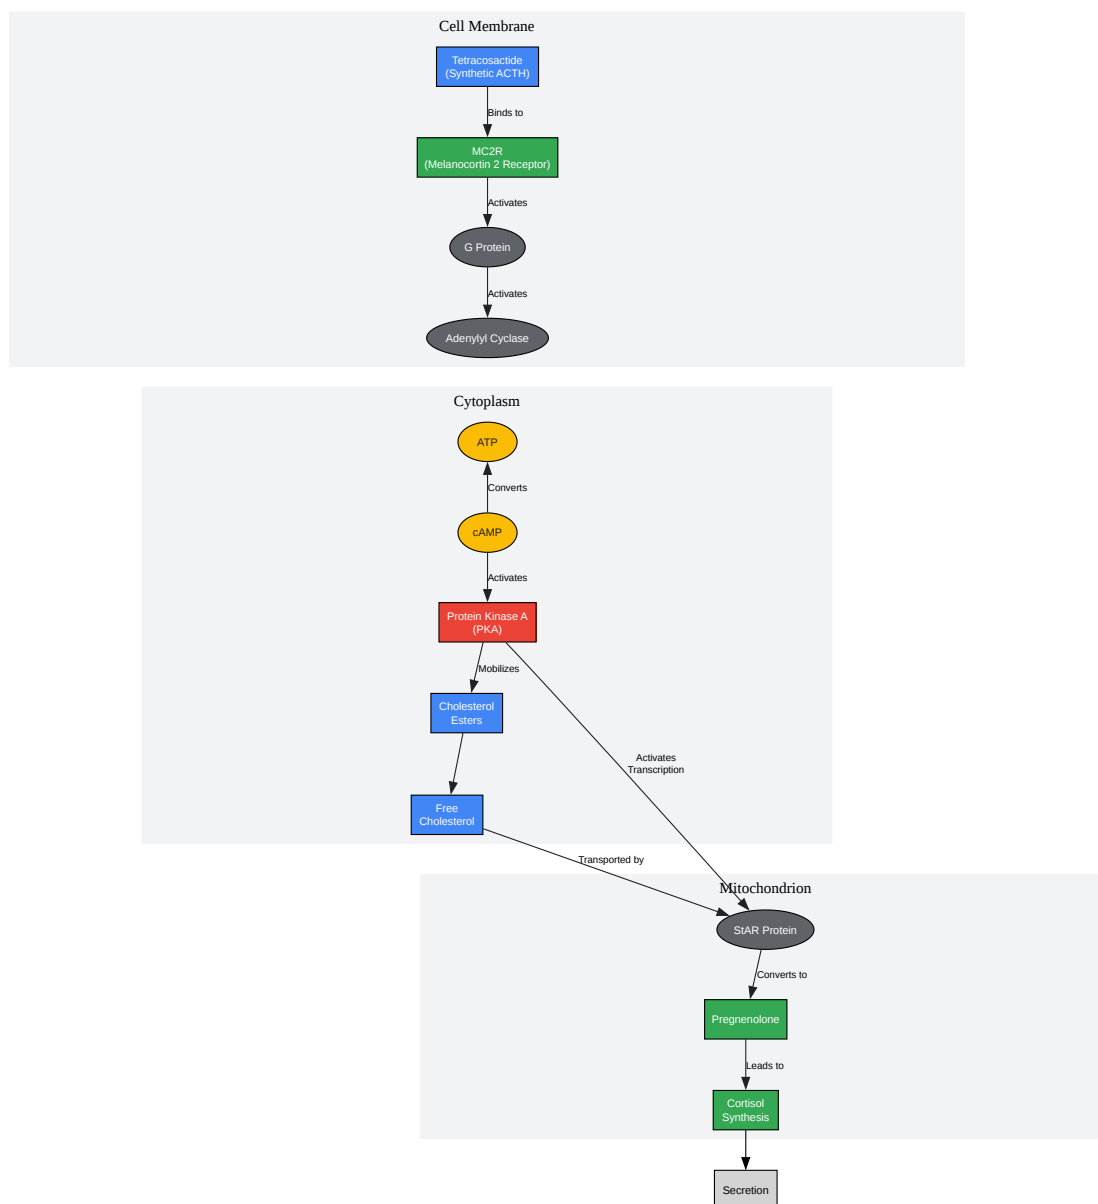 Cell Membrane
Tetracosactide
(Synthetic ACTH)
Binds to
MC2R
(Melanocortin 2 Receptor)
Activates
G Protein
Activates
Adenylyl Cyclase
Cytoplasm
ATP
Converts
cAMP
Activates
Protein Kinase A
(PKA)
Mobilizes
Cholesterol
Esters
Activates
Transcription
Free
Cholesterol
Transported by
Mitochondrion
StAR Protein
Converts to
Pregnenolone
Leads to
Cortisol
Synthesis
Secretion